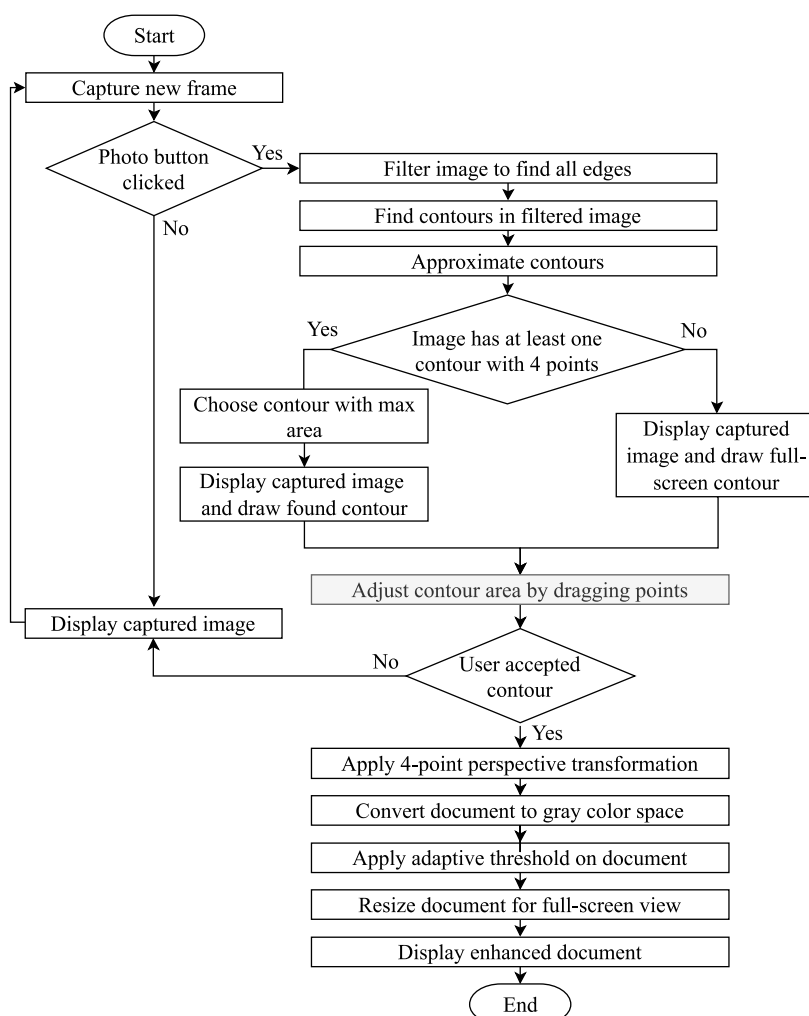 Start
Capture new frame
Photo button
clicked
Yes
No
Filter image to find all edges
Find contours in filtered image
Approximate contours
Image has at least one
contour with 4 points
Yes
No
Choose contour with max
area
Display captured image
and draw found contour
Display captured
image and draw full-
screen contour
Adjust contour area by dragging points
Display captured image
User accepted
contour
No
Yes
Apply 4-point perspective transformation
Convert document to gray color space
Apply adaptive threshold on document
Resize document for full-screen view
Display enhanced document
End